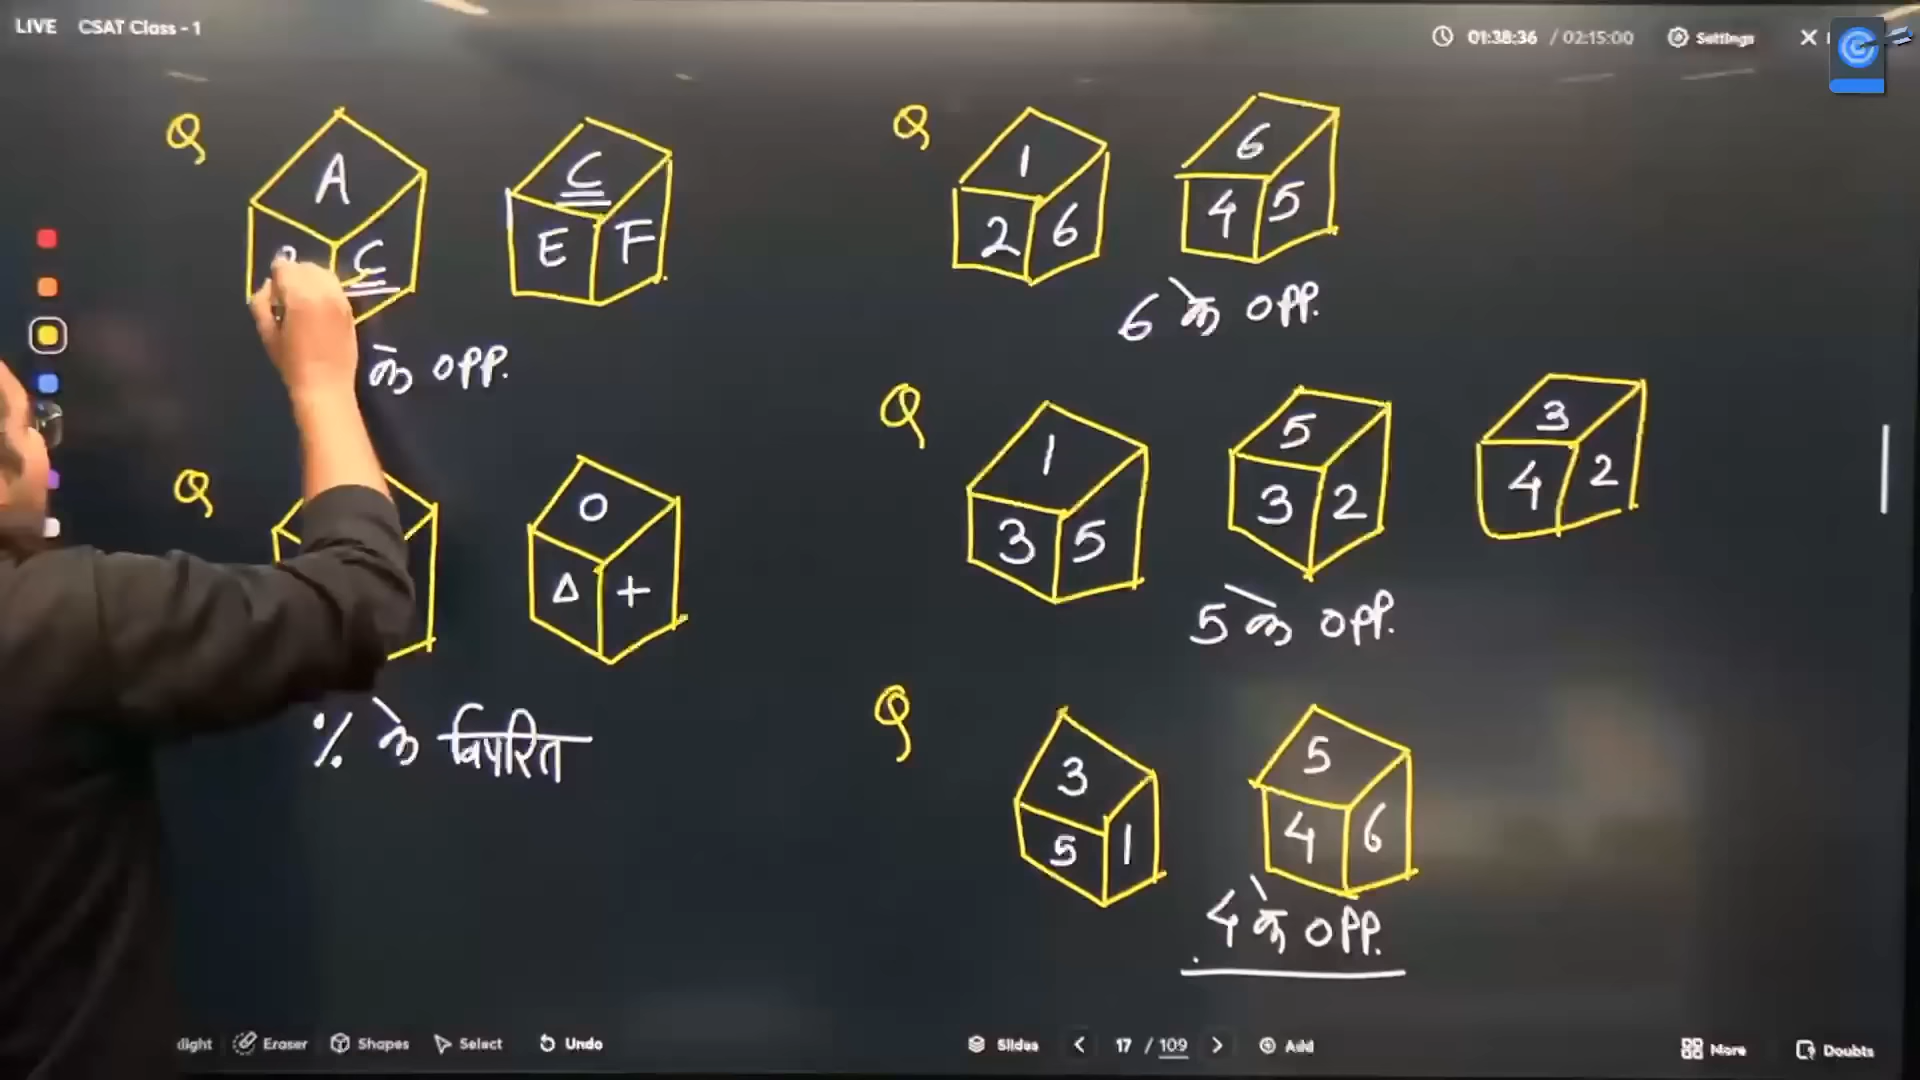 LIVE CSAT Class - 1
01:38:36 / 02:15:00 Settings
Q A C
C E F
के opp.
Q 1 2 6
6 4 5
6 के opp.
Q 1 3 5
5 3 2
3 4 2
5 के opp.
Q
O Δ +
% के विपरित
Q 3 5 1
5 4 6
4 के opp.
light Eraser Shapes Select Undo
Slides < 17 / 109 > Add
More Doubts